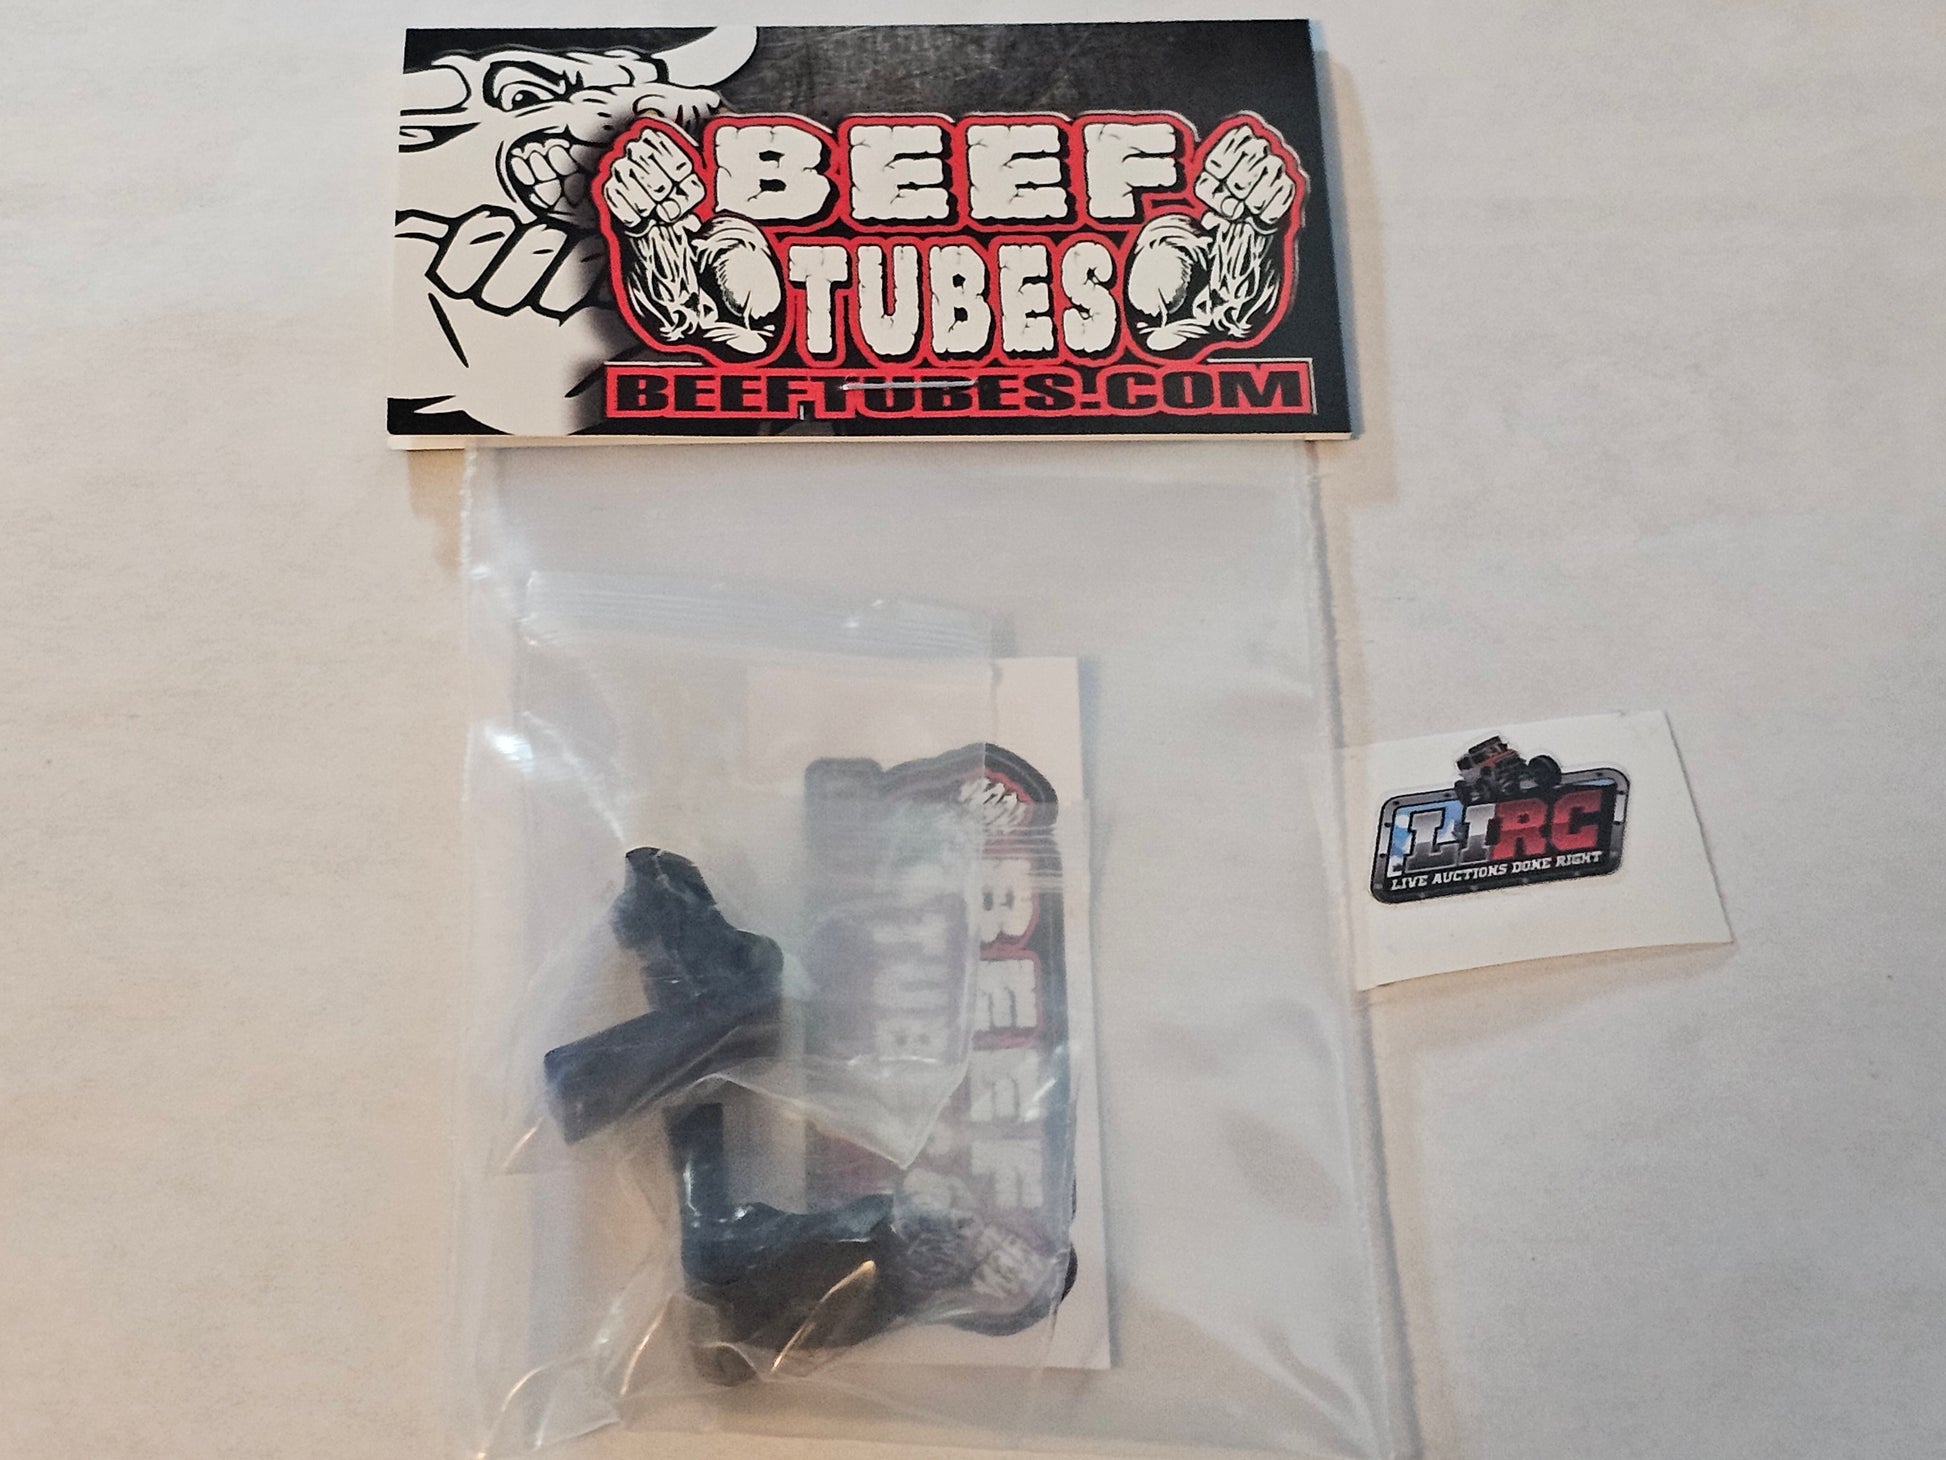 BEEF
TUBES
BEEFTUBES.COM
BEEF
TUBES
LIRC
LIVE AUCTIONS DONE RIGHT